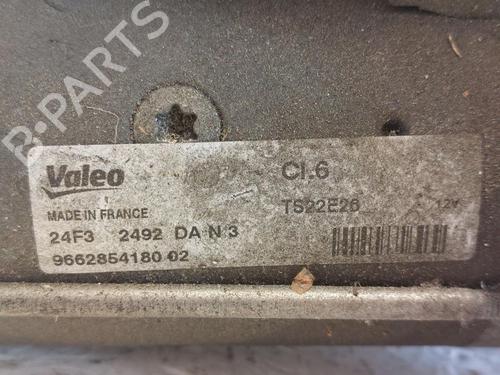 B-PARTS
Valeo
CI.6
MADE IN FRANCE
TS22E26
12V
24F3 2492 DA N 3
9662854180 02